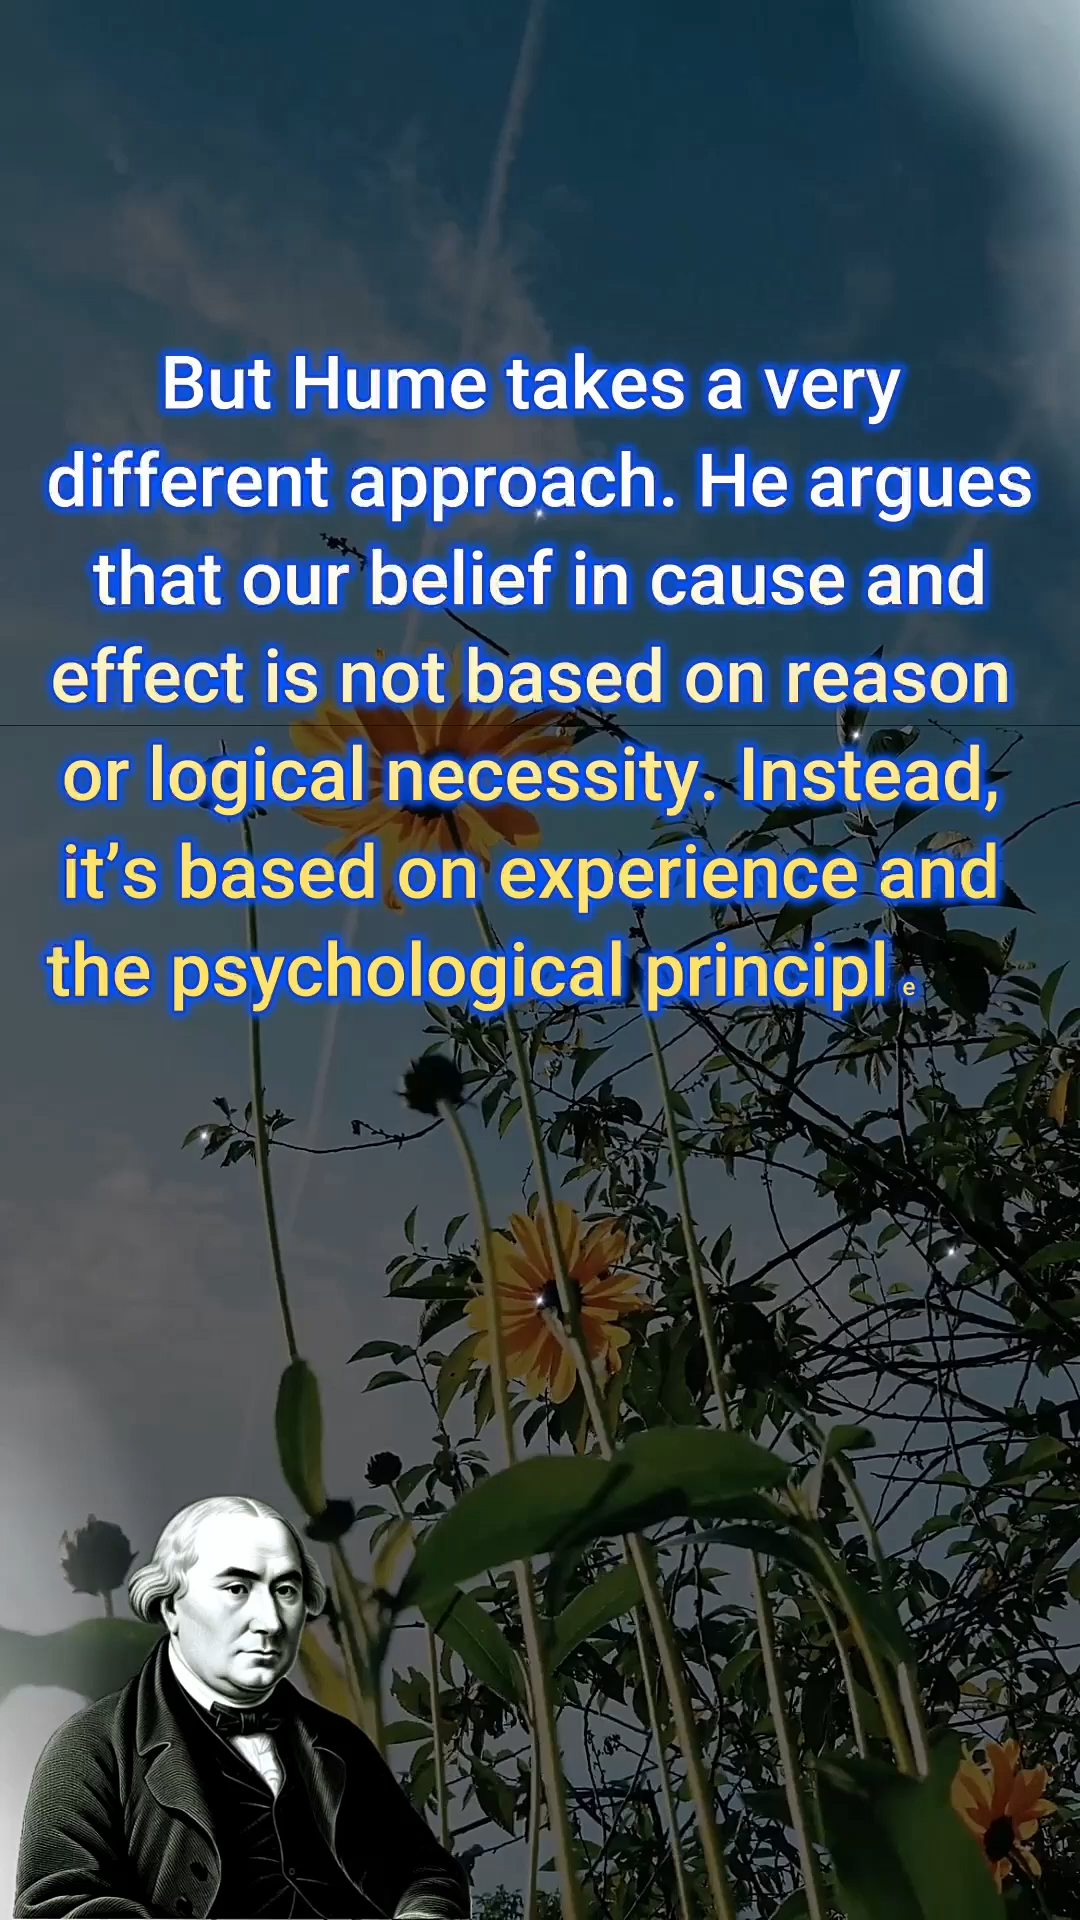 But Hume takes a very
different approach. He argues
that our belief in cause and
effect is not based on reason
or logical necessity. Instead,
it’s based on experience and
the psychological principle